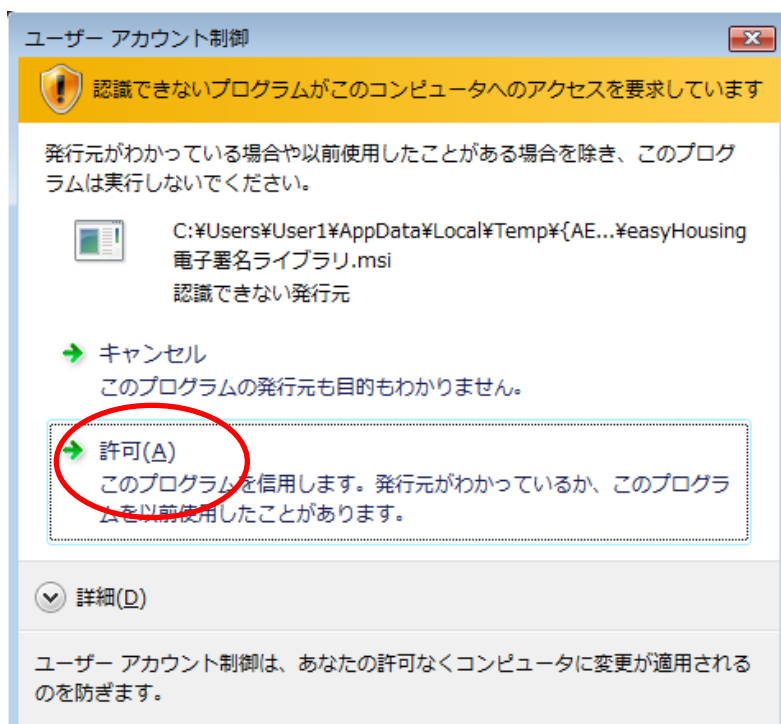 ユーザー アカウント制御
認識できないプログラムがこのコンピュータへのアクセスを要求しています
発行元がわかっている場合や以前使用したことがある場合を除き、このプログ
ラムは実行しないでください。
C:¥Users¥User1¥AppData¥Local¥Temp¥{AE...¥easyHousing
電子署名ライブラリ.msi
認識できない発行元
キャンセル
このプログラムの発行元も目的もわかりません。
許可(A)
このプログラムを信用します。発行元がわかっているか、このプログラ
ムを以前使用したことがあります。
詳細(D)
ユーザー アカウント制御は、あなたの許可なくコンピュータに変更が適用される
のを防ぎます。